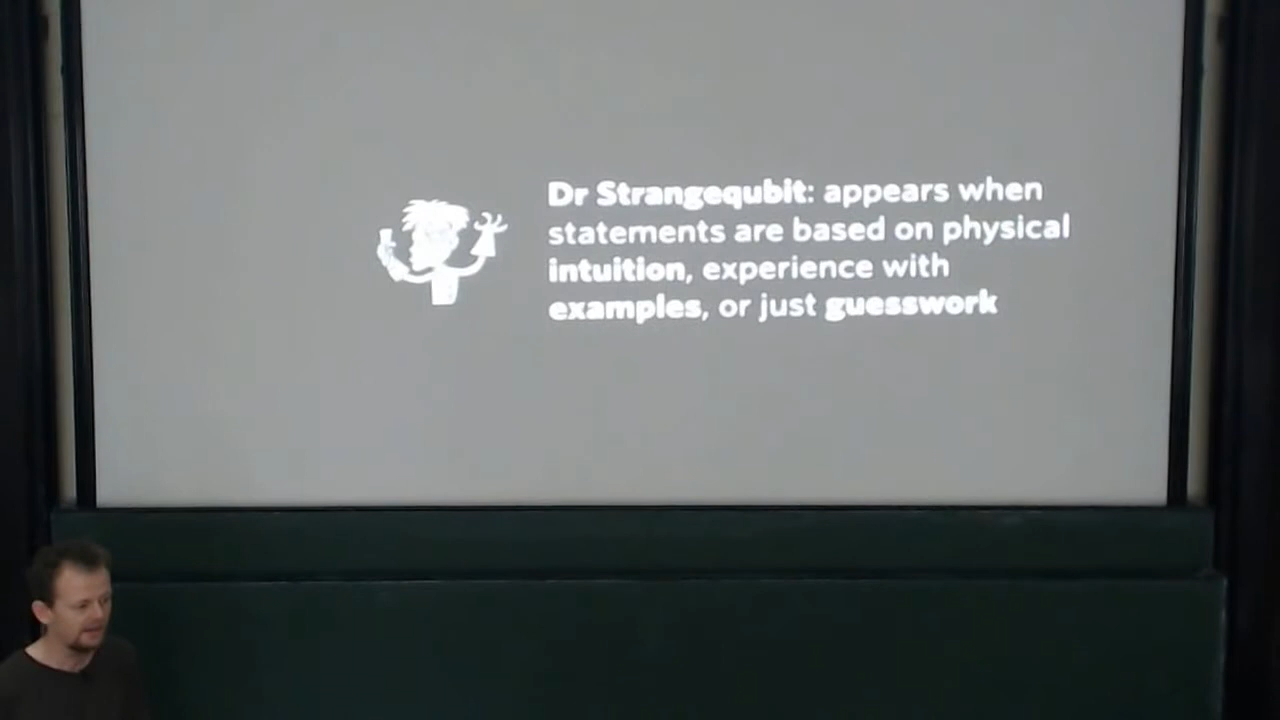 Dr Strangequbit: appears when
statements are based on physical
intuition, experience with
examples, or just guesswork